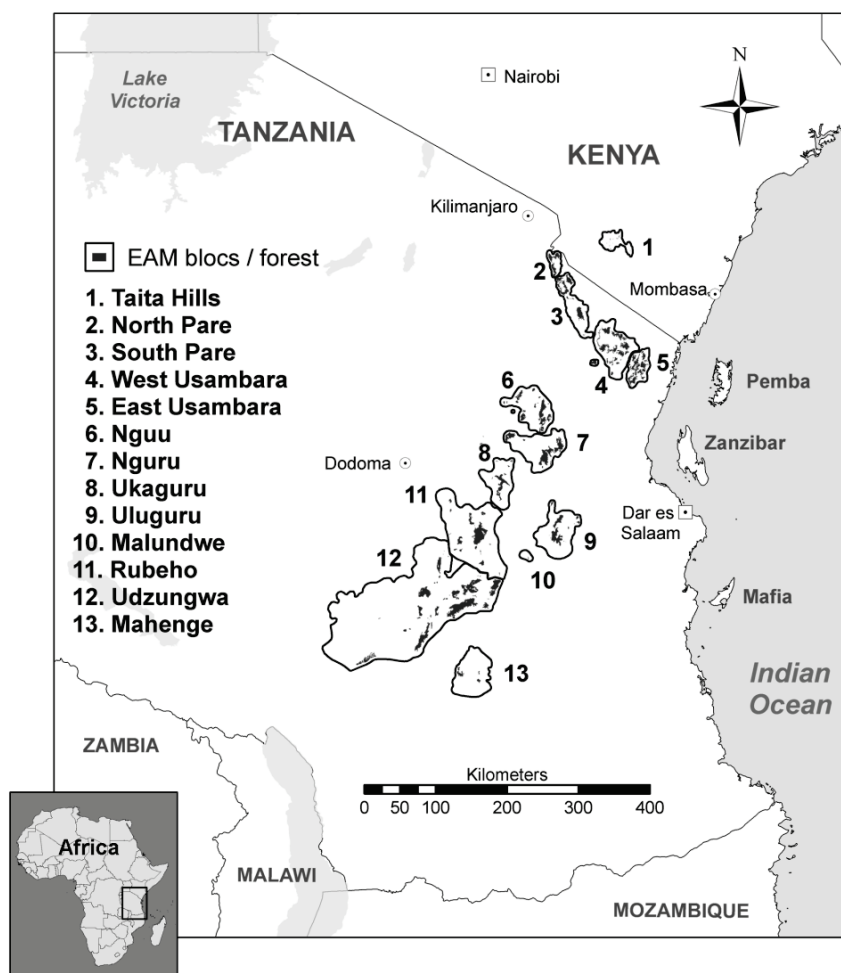 N
Lake
Victoria
Nairobi
TANZANIA
KENYA
Kilimanjaro
1
EAM blocs / forest
2
Mombasa
1. Taita Hills
2. North Pare
3. South Pare
4. West Usambara
5. East Usambara
6. Nguu
7. Nguru
8. Ukaguru
9. Uluguru
10. Malundwe
11. Rubeho
12. Udzungwa
13. Mahenge
3
5
4
Pemba
6
7
Zanzibar
Dodoma
8
11
Dar es
Salaam
9
12
10
Mafia
13
Indian
Ocean
ZAMBIA
Kilometers
0 50 100 200 300 400
Africa
MALAWI
MOZAMBIQUE